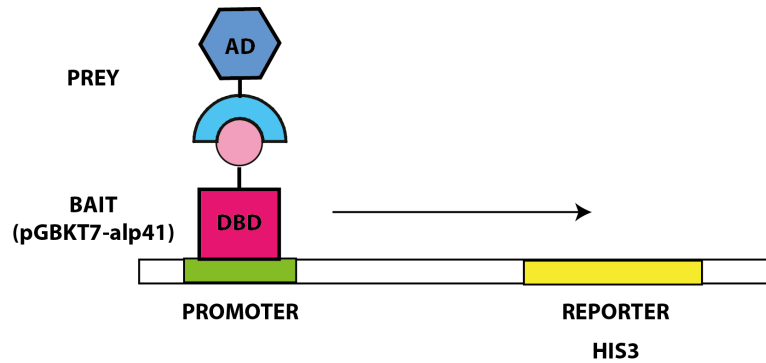 AD
PREY
BAIT
(pGBKT7-alp41)
DBD
PROMOTER
REPORTER
HIS3